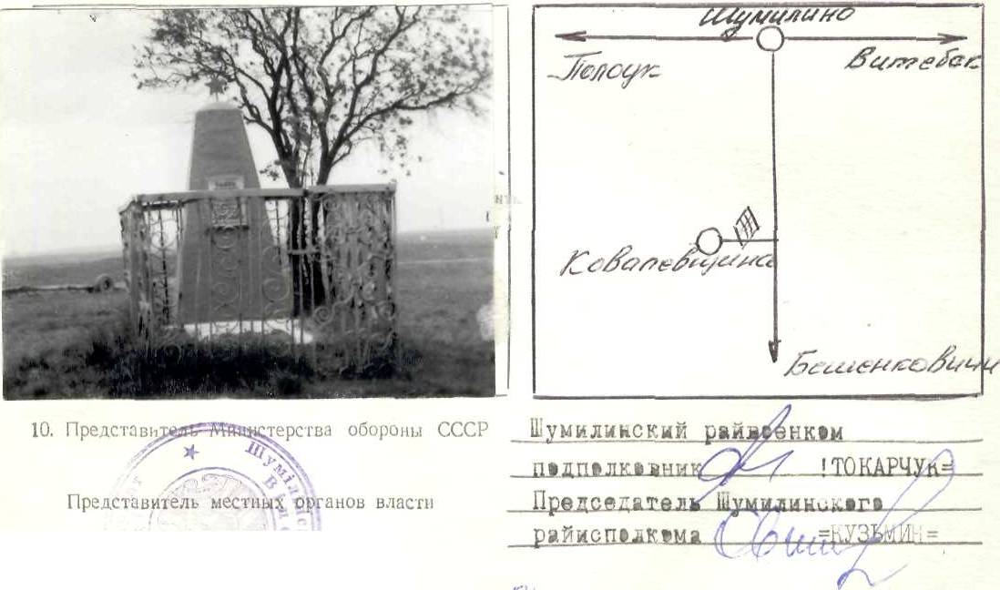 Шумилино
Полоцк
Витебск
Ковалевщина
Бешенковичи
10. Представитель Министерства обороны СССР
Шумилинский райвоенком
подполковник !ТОКАРЧУК=
Представитель местных органов власти
Председатель Шумилинского
райисполкома =КУЗЬМИН=